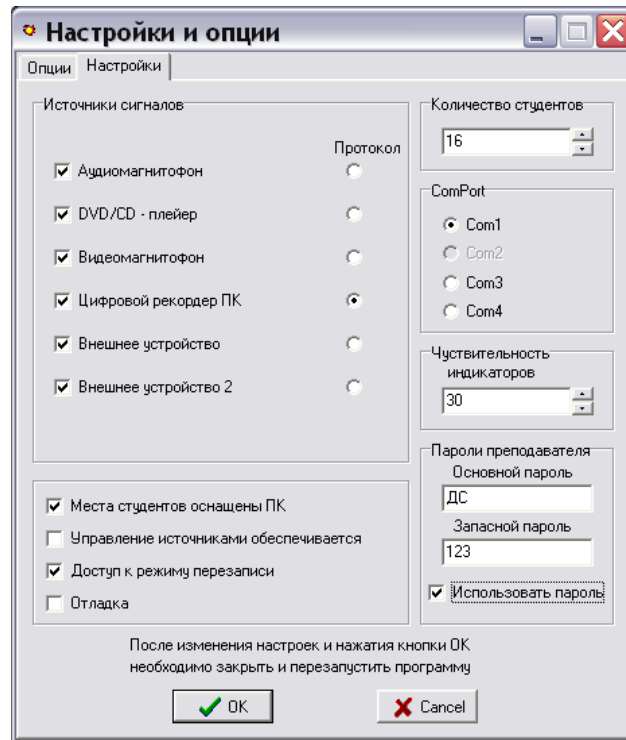 Настройки и опции
Опции
Настройки
Источники сигналов
Протокол
Аудиомагнитофон
DVD/CD - плейер
Видеомагнитофон
Цифровой рекордер ПК
Внешнее устройство
Внешнее устройство 2
Места студентов оснащены ПК
Управление источниками обеспечивается
Доступ к режиму перезаписи
Отладка
Количество студентов
16
ComPort
Com1
Com2
Com3
Com4
Чуствительность
индикаторов
30
Пароли преподавателя
Основной пароль
ДС
Запасной пароль
123
Использовать пароль
После изменения настроек и нажатия кнопки ОК
необходимо закрыть и перезапустить программу
OK
Cancel